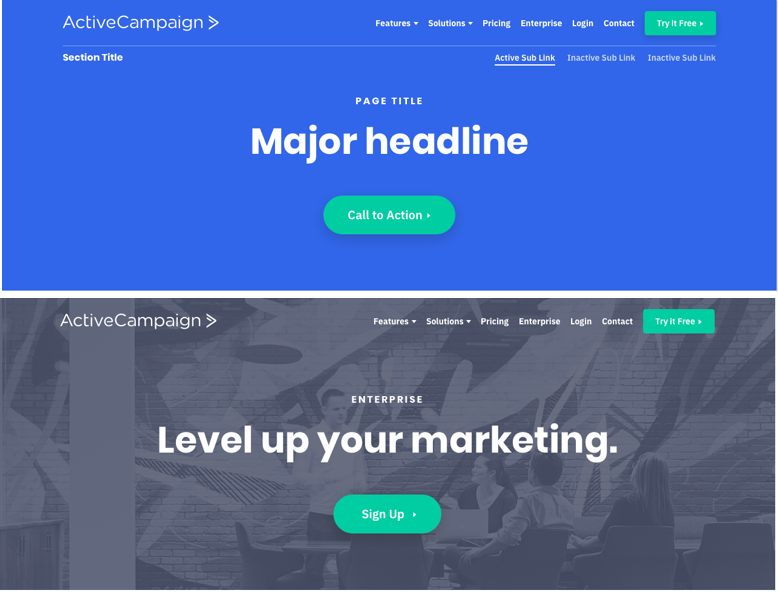 ActiveCampaign
Features Solutions Pricing Enterprise Login Contact Try It Free
Section Title
Active Sub Link Inactive Sub Link Inactive Sub Link
PAGE TITLE
Major headline
Call to Action
ActiveCampaign
Features Solutions Pricing Enterprise Login Contact Try It Free
ENTERPRISE
Level up your marketing.
Sign Up